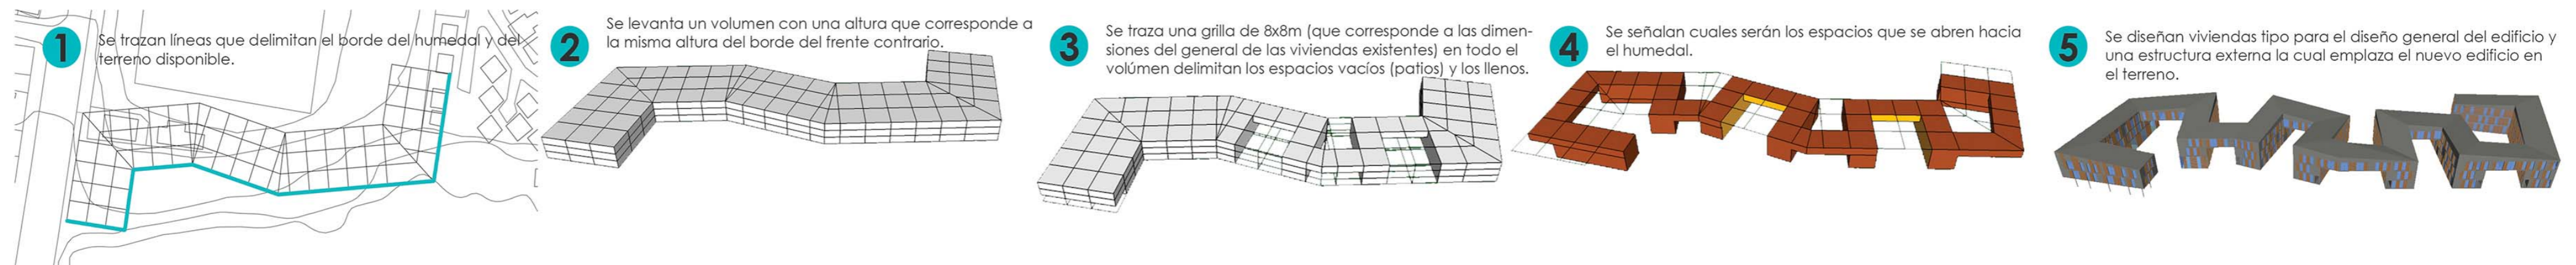 1
Se trazan líneas que delimitan el borde del humedal y del
terreno disponible.
2
Se levanta un volumen con una altura que corresponde a
la misma altura del borde del frente contrario.
3
Se traza una grilla de 8x8m (que corresponde a las dimen-
siones del general de las viviendas existentes) en todo el
volúmen delimitan los espacios vacíos (patios) y los llenos.
4
Se señalan cuales serán los espacios que se abren hacia
el humedal.
5
Se diseñan viviendas tipo para el diseño general del edificio y
una estructura externa la cual emplaza el nuevo edificio en
el terreno.